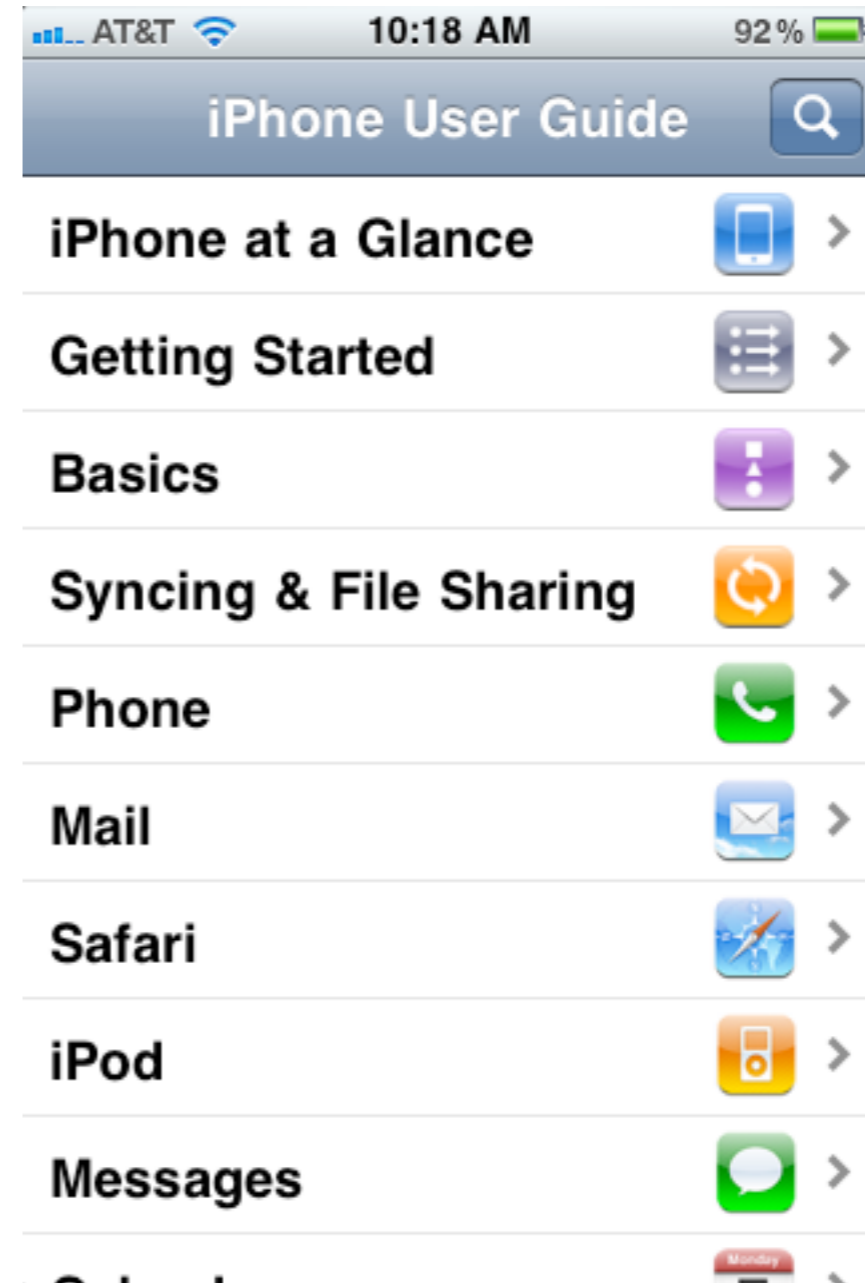 AT&T 10:18 AM 92%
iPhone User Guide
iPhone at a Glance
Getting Started
Basics
Syncing & File Sharing
Phone
Mail
Safari
iPod
Messages
Monday